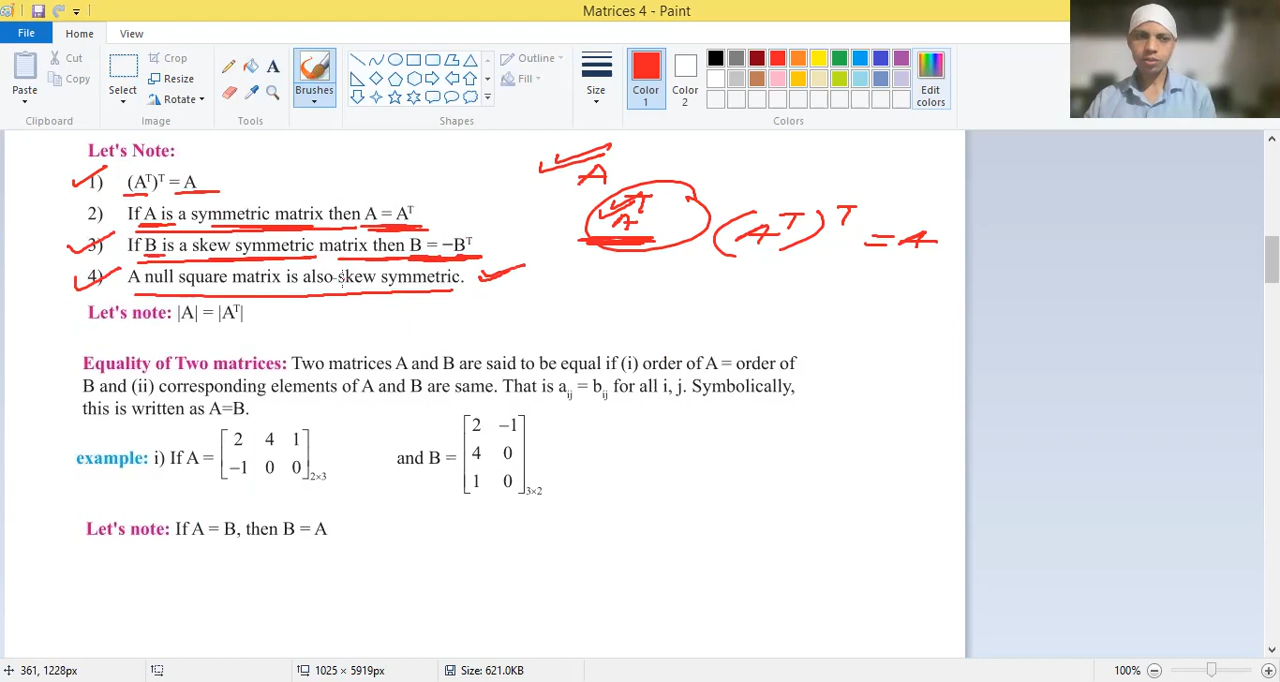 Matrices 4 - Paint
File Home View
Cut
Copy
Paste
Clipboard
Select
Crop
Resize
Rotate
Image
Tools
Brushes
Outline
Fill
Shapes
Size
Color 1
Color 2
Edit colors
Colors
Let's Note:
1) (Aᵀ)ᵀ = A
2) If A is a symmetric matrix then A = Aᵀ
3) If B is a skew symmetric matrix then B = −Bᵀ
4) A null square matrix is also skew symmetric.
A
Aᵀ
(Aᵀ)ᵀ = A
Let's note: |A| = |Aᵀ|
Equality of Two matrices: Two matrices A and B are said to be equal if (i) order of A = order of
B and (ii) corresponding elements of A and B are same. That is aᵢⱼ = bᵢⱼ for all i, j. Symbolically,
this is written as A=B.
example: i) If A = [2 4 1
−1 0 0]2×3
and B = [2 −1
4 0
1 0]3×2
Let's note: If A = B, then B = A
361, 1228px
1025 × 5919px
Size: 621.0KB
100%